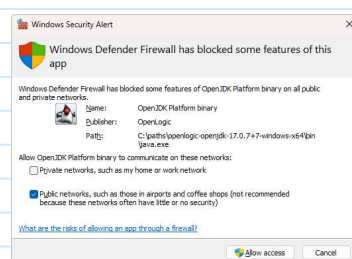 Windows Security Alert
Windows Defender Firewall has blocked some features of this
app
Windows Defender Firewall has blocked some features of OpenJDK Platform binary on all public
and private networks.
Name: OpenJDK Platform binary
Publisher: OpenLogic
Path: C:\paths\openlogic-openjdk-17.0.7+7-windows-x64\bin
\java.exe
Allow OpenJDK Platform binary to communicate on these networks:
Private networks, such as my home or work network
Public networks, such as those in airports and coffee shops (not recommended
because these networks often have little or no security)
What are the risks of allowing an app through a firewall?
Allow access Cancel